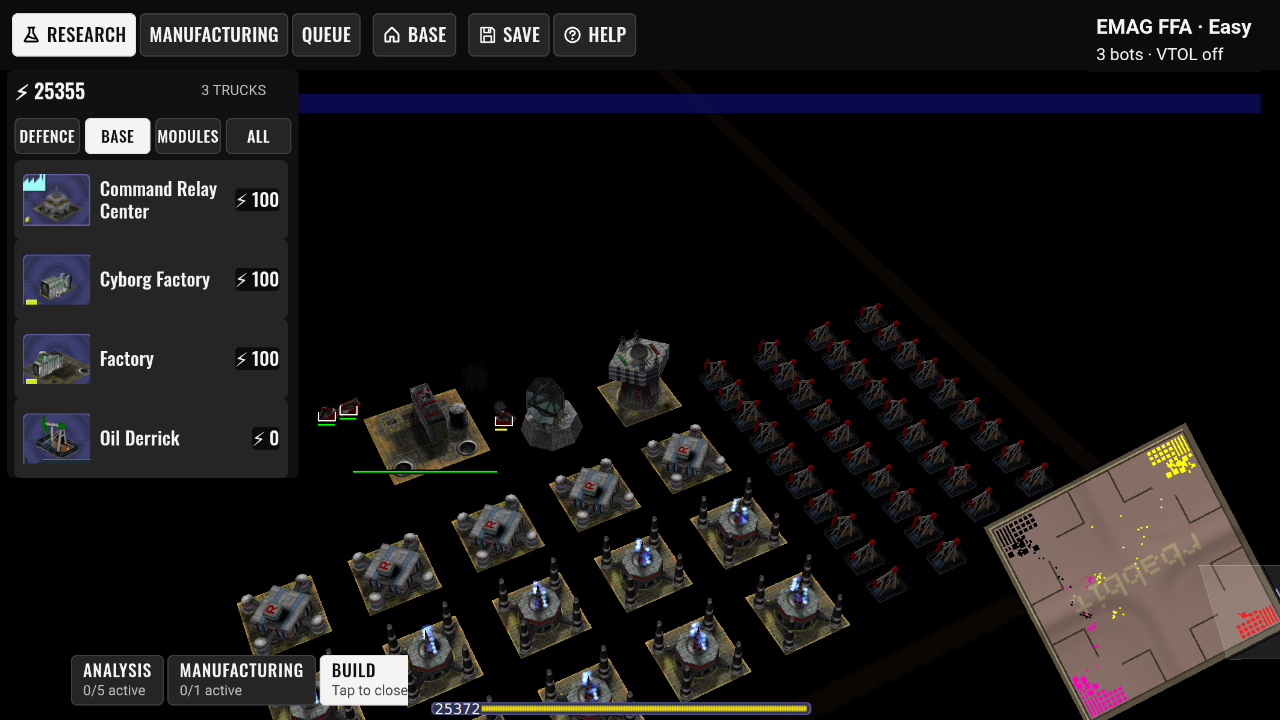 RESEARCH
MANUFACTURING
QUEUE
BASE
SAVE
HELP
EMAG FFA · Easy
3 bots · VTOL off
25355
3 TRUCKS
DEFENCE
BASE
MODULES
ALL
Command Relay
Center
100
Cyborg Factory
100
Factory
100
Oil Derrick
0
R
R
R
R
R
ANALYSIS
0/5 active
MANUFACTURING
0/1 active
BUILD
Tap to close
25372